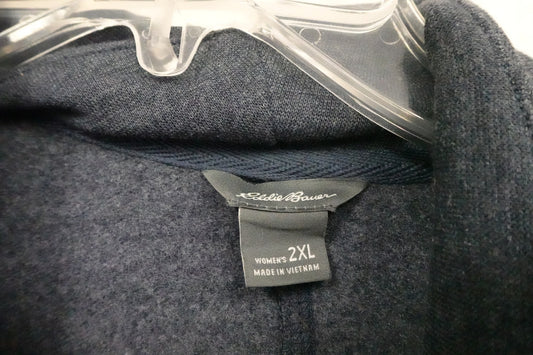 Eddie Bauer
WOMEN'S 2XL
MADE IN VIETNAM